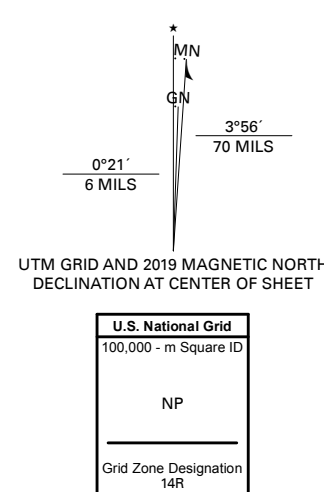 ★
MN
GN
3°56´
70 MILS
0°21´
6 MILS
UTM GRID AND 2019 MAGNETIC NORTH
DECLINATION AT CENTER OF SHEET
U.S. National Grid
100,000 - m Square ID
NP
Grid Zone Designation
14R